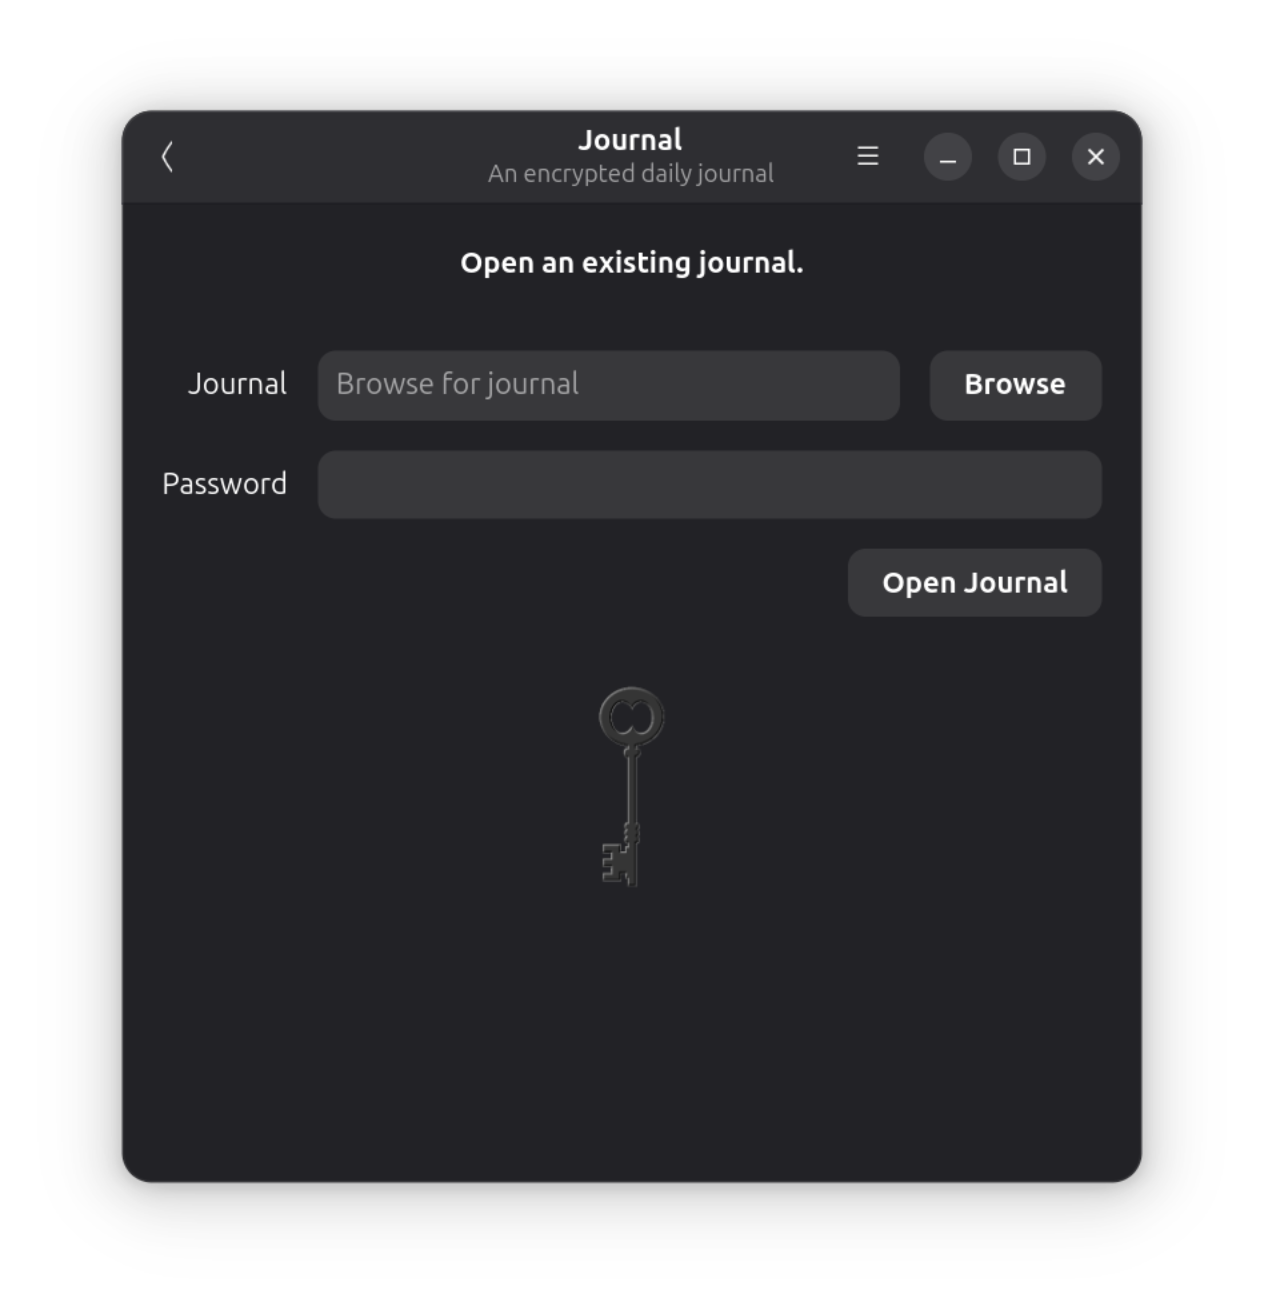 Journal
An encrypted daily journal
Open an existing journal.
Journal
Browse for journal
Browse
Password
Open Journal